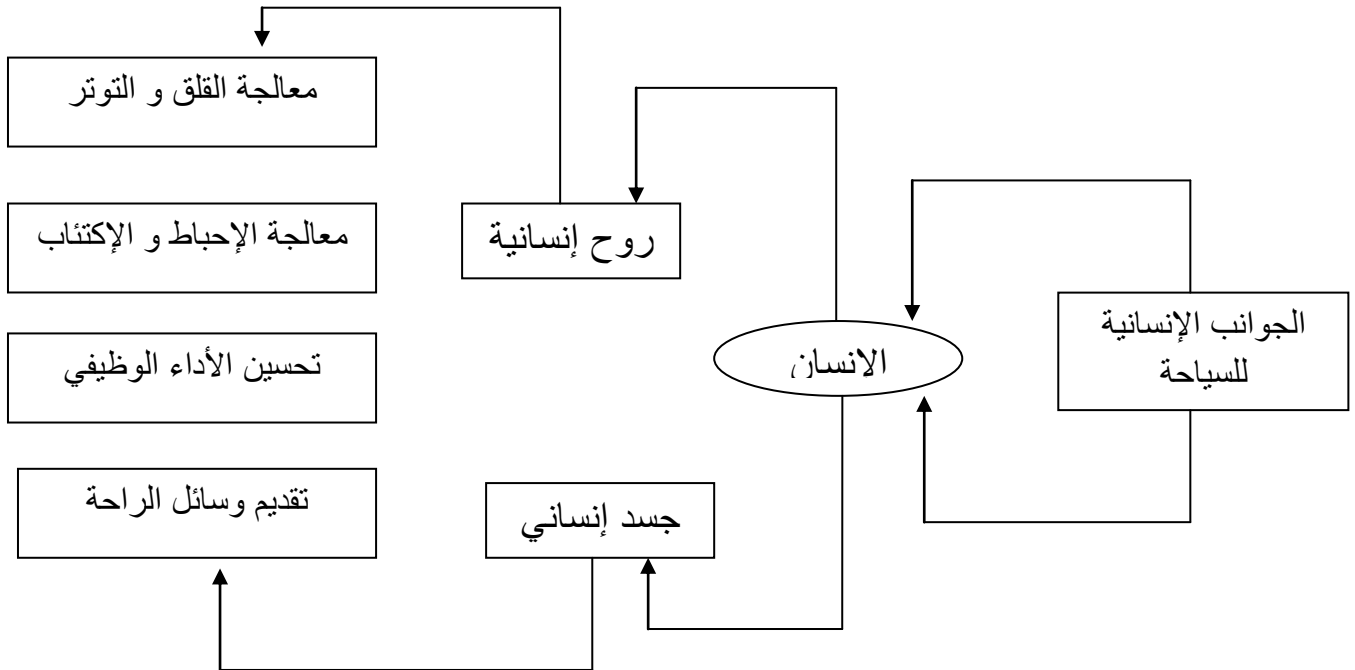 الجوانب الإنسانية
للسياحة
الانسان
روح إنسانية
جسد إنساني
معالجة القلق و التوتر
معالجة الإحباط و الإكتئاب
تحسين الأداء الوظيفي
تقديم وسائل الراحة